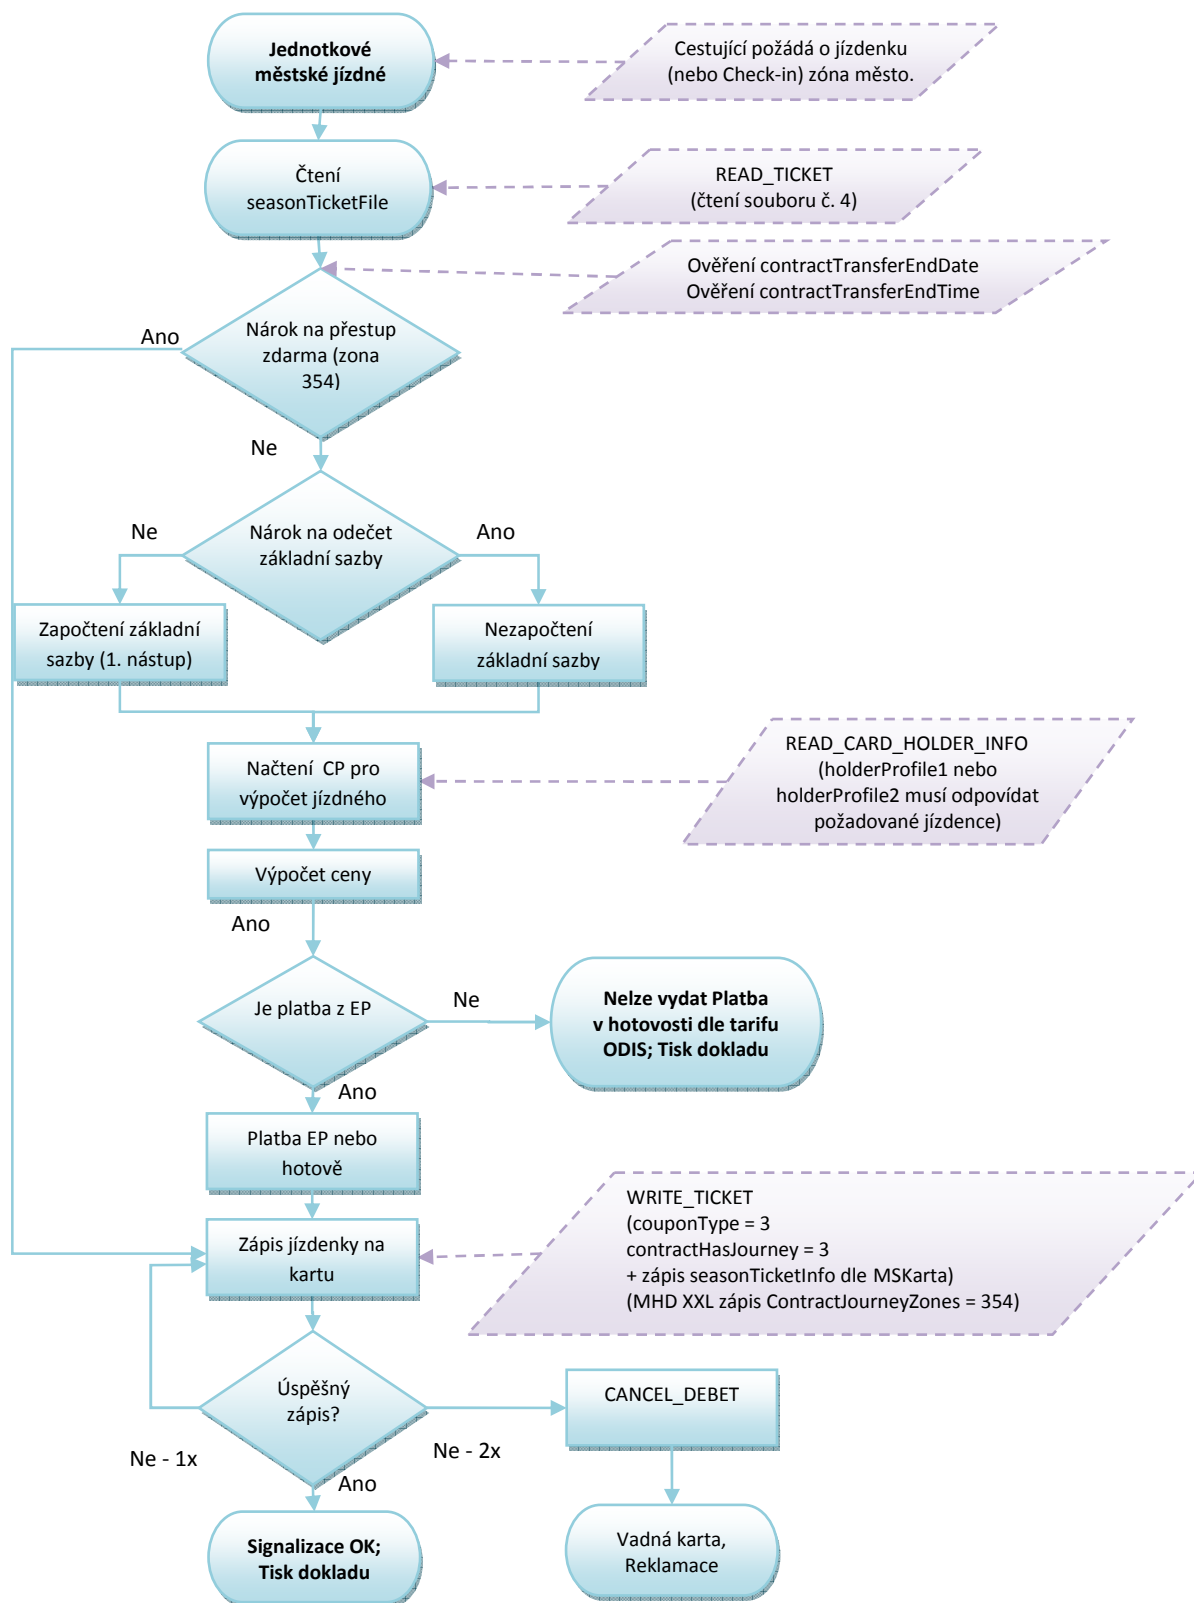 Jednotkové
městské jízdné
Cestující požádá o jízdenku
(nebo Check-in) zóna město.
Čtení
seasonTicketFile
READ_TICKET
(čtení souboru č. 4)
Ověření contractTransferEndDate
Ověření contractTransferEndTime
Ano
Nárok na přestup
zdarma (zona
354)
Ne
Ne
Nárok na odečet
základní sazby
Ano
Započtení základní
sazby (1. nástup)
Nezapočtení
základní sazby
Načtení  CP pro
výpočet jízdného
READ_CARD_HOLDER_INFO
(holderProfile1 nebo
holderProfile2 musí odpovídat
požadované jízdence)
Výpočet ceny
Ano
Je platba z EP
Ne
Nelze vydat Platba
v hotovosti dle tarifu
ODIS; Tisk dokladu
Ano
Platba EP nebo
hotově
Zápis jízdenky na
kartu
WRITE_TICKET
(couponType = 3
contractHasJourney = 3
+ zápis seasonTicketInfo dle MSKarta)
(MHD XXL zápis ContractJourneyZones = 354)
Úspěšný
zápis?
CANCEL_DEBET
Ne - 1x
Ne - 2x
Ano
Signalizace OK;
Tisk dokladu
Vadná karta,
Reklamace